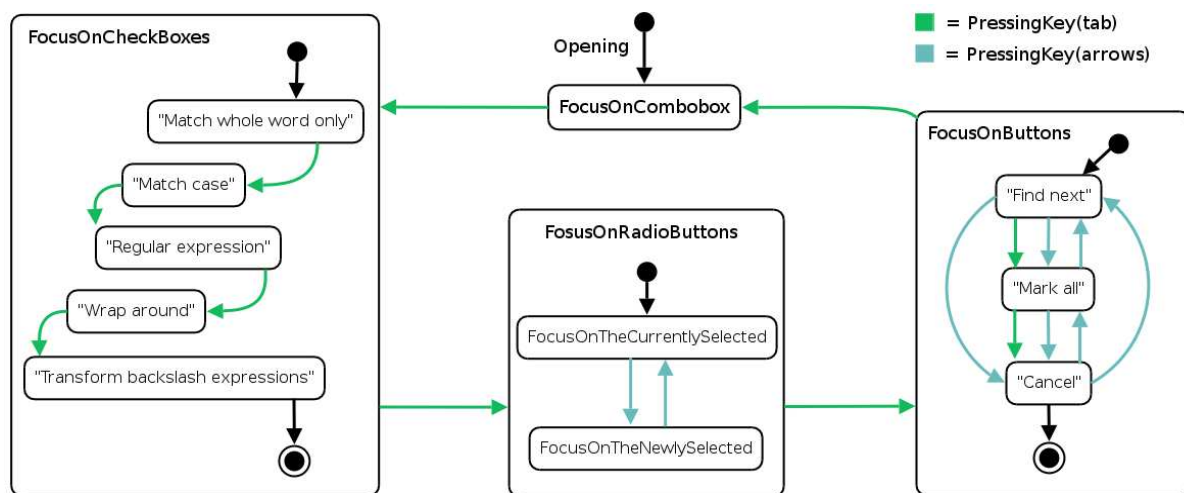 FocusOnCheckBoxes
"Match whole word only"
"Match case"
"Regular expression"
"Wrap around"
"Transform backslash expressions"
Opening
FocusOnCombobox
FosusOnRadioButtons
FocusOnTheCurrentlySelected
FocusOnTheNewlySelected
= PressingKey(tab)
= PressingKey(arrows)
FocusOnButtons
"Find next"
"Mark all"
"Cancel"